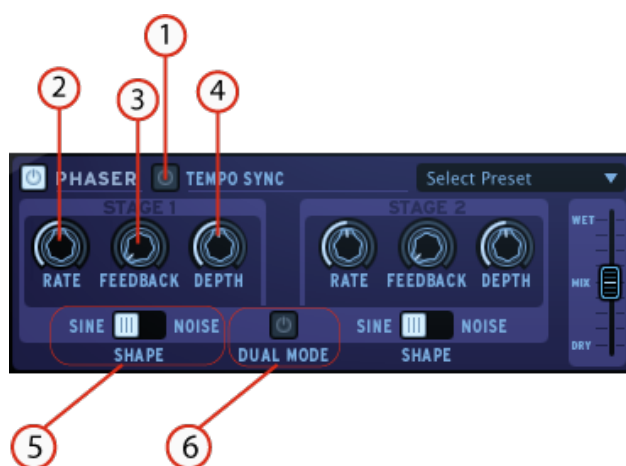 1
2
3
4
PHASER TEMPO SYNC Select Preset
STAGE 1 STAGE 2
WET
RATE FEEDBACK DEPTH RATE FEEDBACK DEPTH
MIX
SINE NOISE SINE NOISE
SHAPE DUAL MODE SHAPE
DRY
5 6